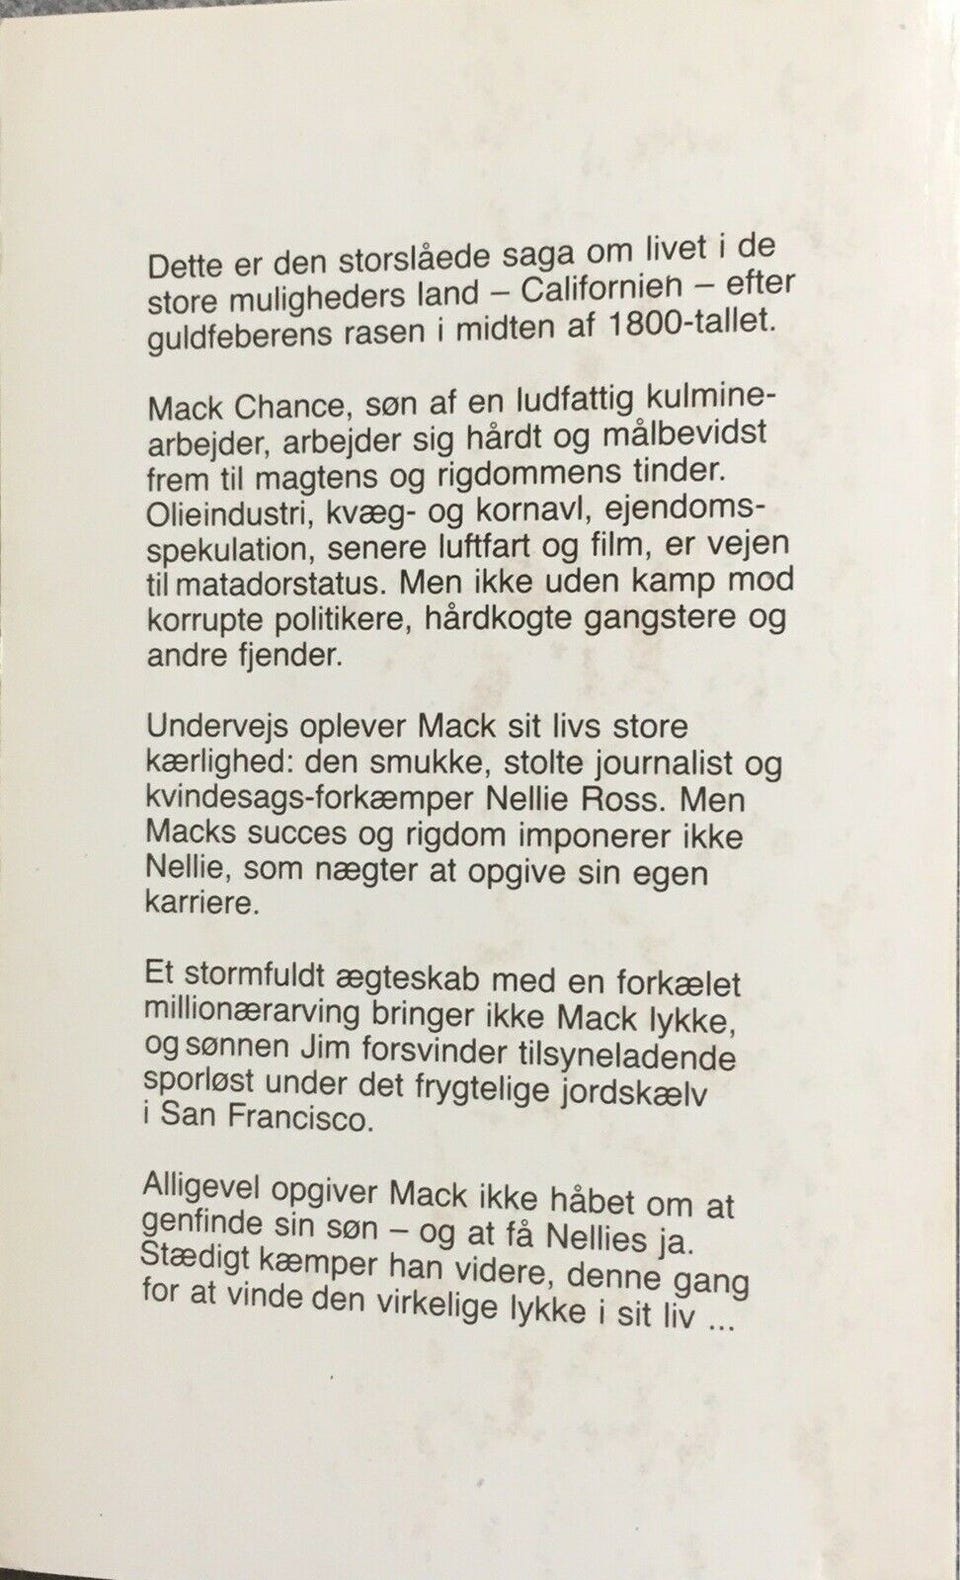 Dette er den storslåede saga om livet i de
store muligheders land – Californien – efter
guldfeberens rasen i midten af 1800-tallet.
Mack Chance, søn af en ludfattig kulmine-
arbejder, arbejder sig hårdt og målbevidst
frem til magtens og rigdommens tinder.
Olieindustri, kvæg- og kornavl, ejendoms-
spekulation, senere luftfart og film, er vejen
til matadorstatus. Men ikke uden kamp mod
korrupte politikere, hårdkogte gangstere og
andre fjender.
Undervejs oplever Mack sit livs store
kærlighed: den smukke, stolte journalist og
kvindesags-forkæmper Nellie Ross. Men
Macks succes og rigdom imponerer ikke
Nellie, som nægter at opgive sin egen
karriere.
Et stormfuldt ægteskab med en forkælet
millionærarving bringer ikke Mack lykke,
og sønnen Jim forsvinder tilsyneladende
sporløst under det frygtelige jordskælv
i San Francisco.
Alligevel opgiver Mack ikke håbet om at
genfinde sin søn – og at få Nellies ja.
Stædigt kæmper han videre, denne gang
for at vinde den virkelige lykke i sit liv ...